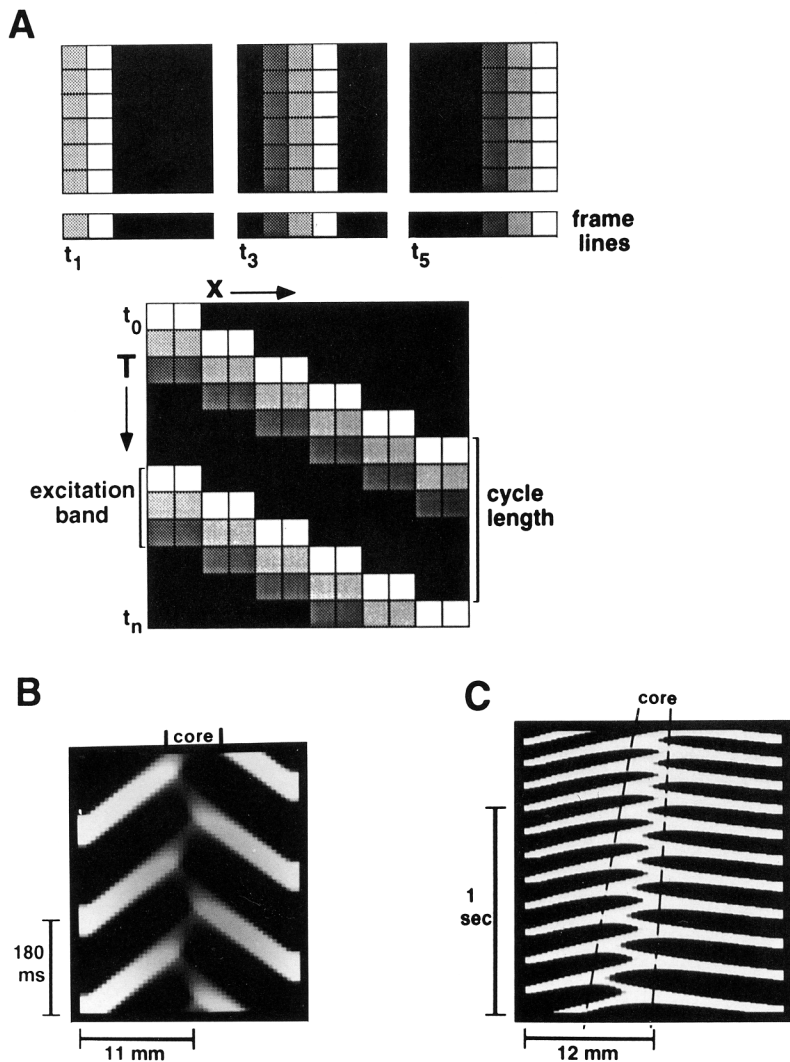 A
frame
lines
t1
t3
t5
X
t0
T
excitation
band
cycle
length
tn
B
C
core
core
180
ms
11 mm
1
sec
12 mm